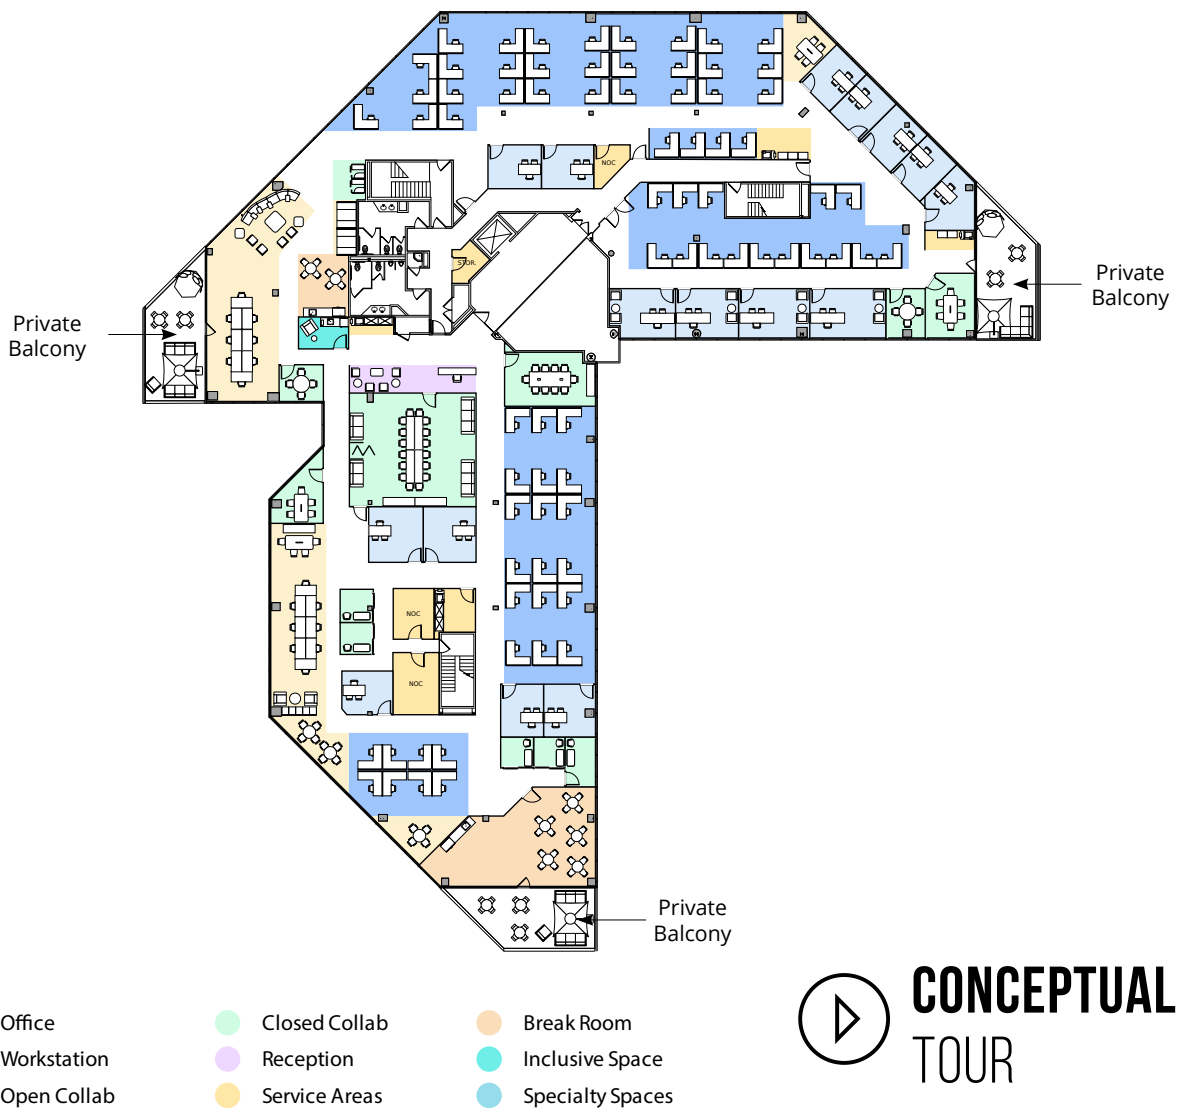 NOC
STOR.
Private
Balcony
Private
Balcony
NOC
NOC
Private
Balcony
CONCEPTUAL
TOUR
Office
Closed Collab
Break Room
Workstation
Reception
Inclusive Space
Open Collab
Service Areas
Specialty Spaces